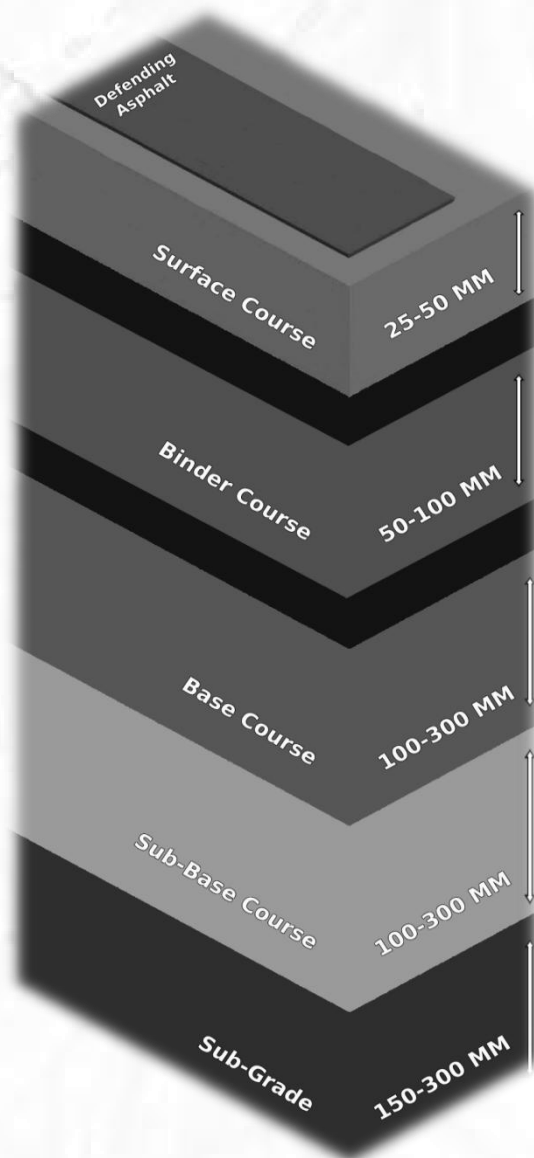 Defending
Asphalt
Surface Course
25-50 MM
Binder Course
50-100 MM
Base Course
100-300 MM
Sub-Base Course
100-300 MM
Sub-Grade
150-300 MM